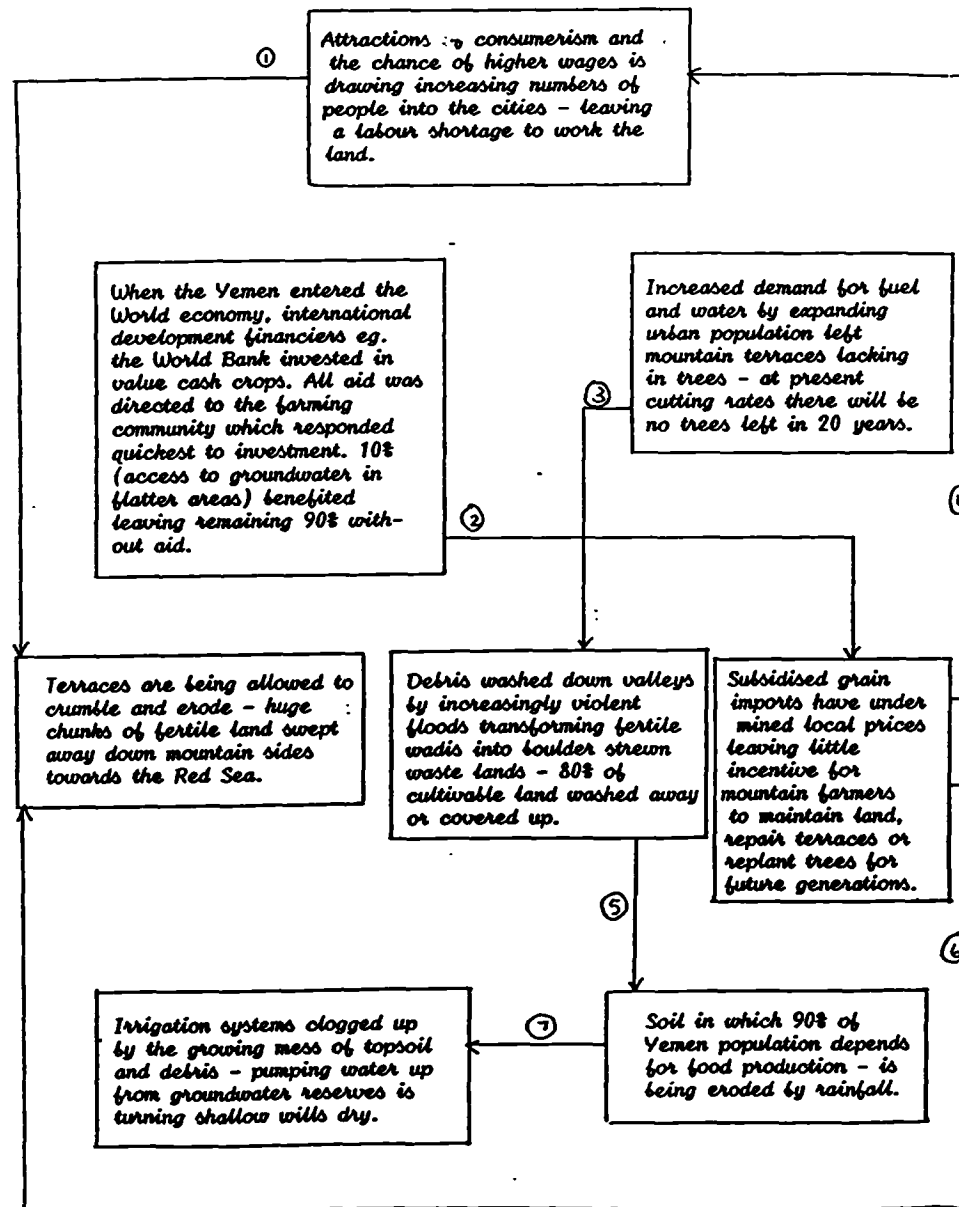 ①
Attractions :- consumerism and
the chance of higher wages is
drawing increasing numbers of
people into the cities - leaving
a labour shortage to work the
land.
When the Yemen entered the
World economy, international
development financiers eg.
the World Bank invested in
value cash crops. All aid was
directed to the farming
community which responded
quickest to investment. 10%
(access to groundwater in
flatter areas) benefited
leaving remaining 90% with-
out aid.
②
Increased demand for fuel
and water by expanding
urban population left
mountain terraces lacking
in trees - at present
cutting rates there will be
no trees left in 20 years.
③
Terraces are being allowed to
crumble and erode - huge
chunks of fertile land swept
away down mountain sides
towards the Red Sea.
Debris washed down valleys
by increasingly violent
floods transforming fertile
wadis into boulder strewn
waste lands - 80% of
cultivable land washed away
or covered up.
Subsidised grain
imports have under
mined local prices
leaving little
incentive for
mountain farmers
to maintain land,
repair terraces or
replant trees for
future generations.
⑤
⑥
Irrigation systems clogged up
by the growing mess of topsoil
and debris - pumping water up
from groundwater reserves is
turning shallow wills dry.
⑦
Soil in which 90% of
Yemen population depends
for food production - is
being eroded by rainfall.